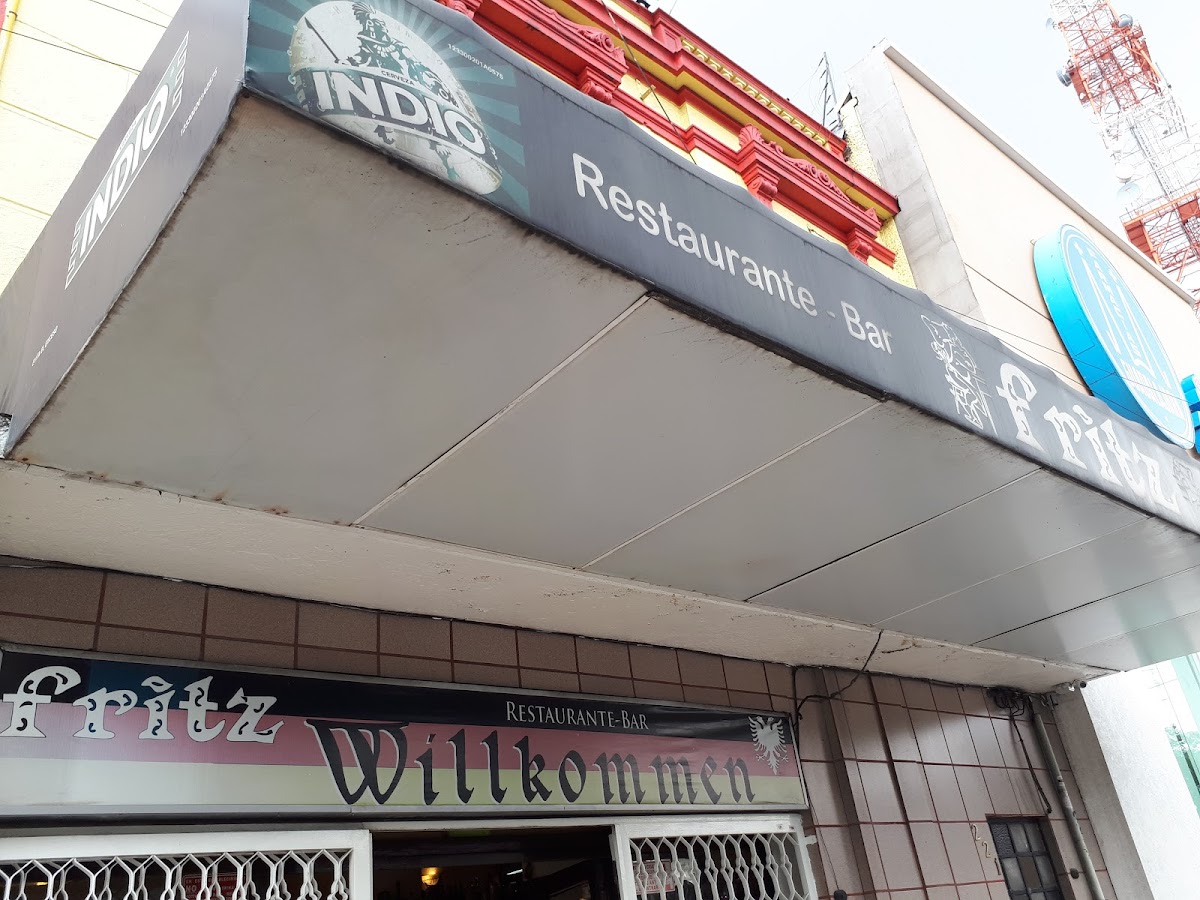 CERVEZA
INDIO
INDIO
Restaurante - Bar
fritz
fritz
RESTAURANTE-BAR
Willkommen